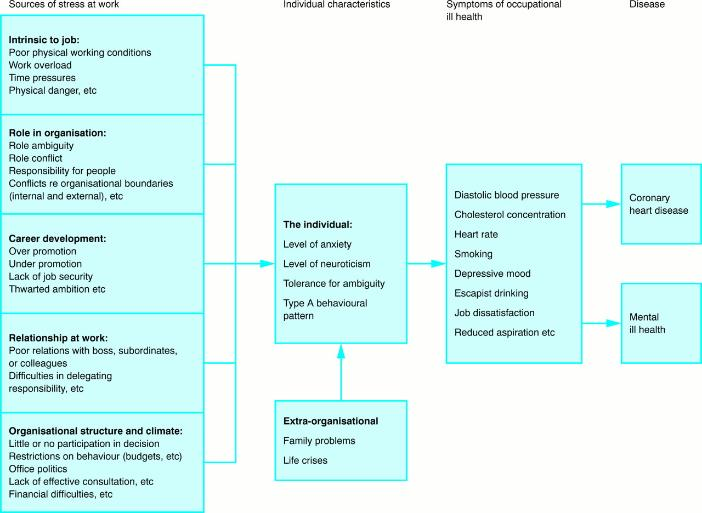 Sources of stress at work
Individual characteristics
Symptoms of occupational
ill health
Disease
Intrinsic to job:
Poor physical working conditions
Work overload
Time pressures
Physical danger, etc
Role in organisation:
Role ambiguity
Role conflict
Responsibility for people
Conflicts re organisational boundaries
(internal and external), etc
Career development:
Over promotion
Under promotion
Lack of job security
Thwarted ambition etc
Relationship at work:
Poor relations with boss, subordinates,
or colleagues
Difficulties in delegating
responsibility, etc
Organisational structure and climate:
Little or no participation in decision
Restrictions on behaviour (budgets, etc)
Office politics
Lack of effective consultation, etc
Financial difficulties, etc
The individual:
Level of anxiety
Level of neuroticism
Tolerance for ambiguity
Type A behavioural
pattern
Extra-organisational
Family problems
Life crises
Diastolic blood pressure
Cholesterol concentration
Heart rate
Smoking
Depressive mood
Escapist drinking
Job dissatisfaction
Reduced aspiration etc
Coronary
heart disease
Mental
ill health